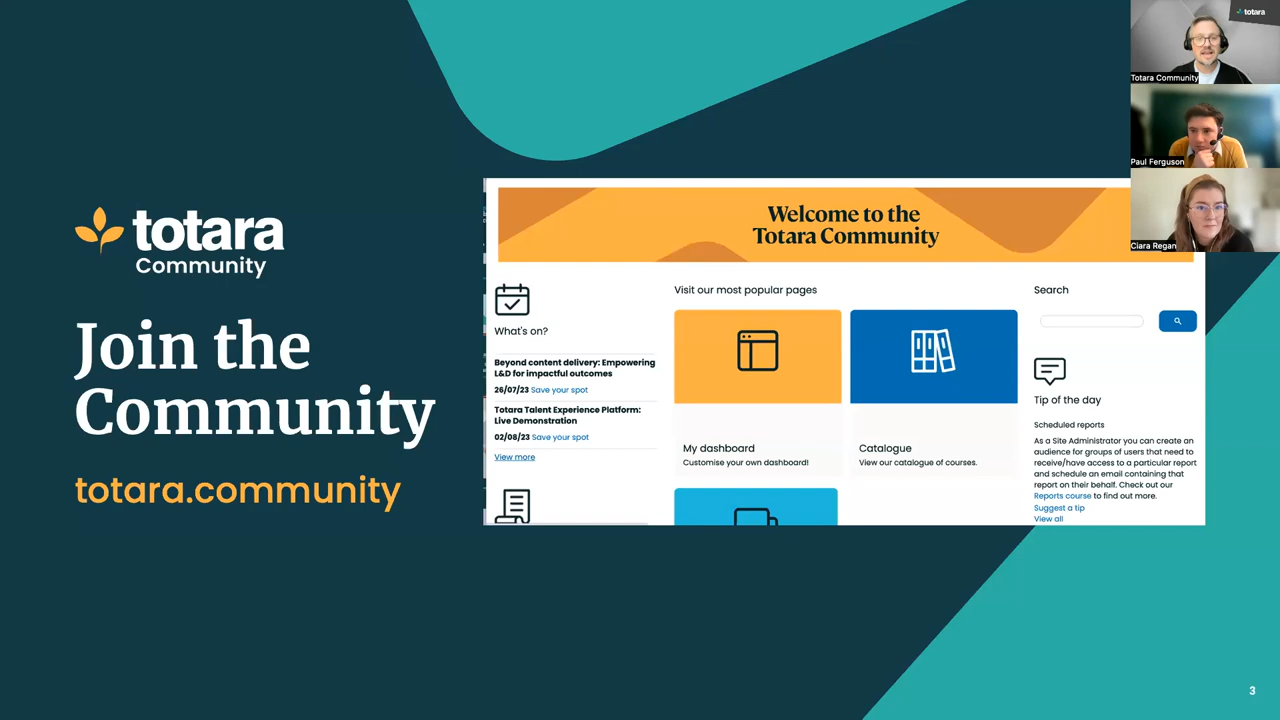 totara
Totara Community
Paul Ferguson
Ciara Regan
totara
Community
Join the
Community
totara.community
Welcome to the
Totara Community
What's on?
Beyond content delivery: Empowering
L&D for impactful outcomes
26/07/23 Save your spot
Totara Talent Experience Platform:
Live Demonstration
02/08/23 Save your spot
View more
Visit our most popular pages
My dashboard
Customise your own dashboard!
Catalogue
View our catalogue of courses.
Search
Tip of the day
Scheduled reports
As a Site Administrator you can create an
audience for groups of users that need to
receive/have access to a particular report
and schedule an email containing that
report on their behalf. Check out our
Reports course to find out more.
Suggest a tip
View all
3